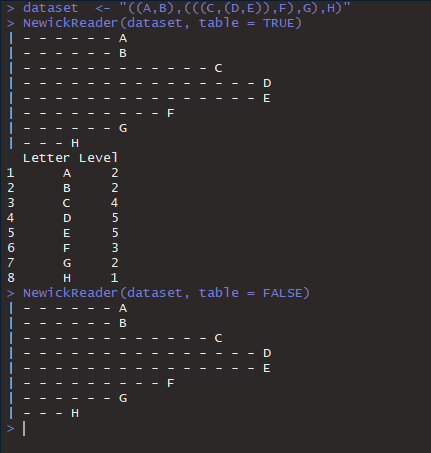 > dataset  <- "((A,B),(((C,(D,E)),F),G),H)"
> NewickReader(dataset, table = TRUE)
| - - - - - - A
| - - - - - - B
| - - - - - - - - - - - - C
| - - - - - - - - - - - - - - - D
| - - - - - - - - - - - - - - - E
| - - - - - - - - - F
| - - - - - - G
| - - - H
  Letter Level
1      A     2
2      B     2
3      C     4
4      D     5
5      E     5
6      F     3
7      G     2
8      H     1
> NewickReader(dataset, table = FALSE)
| - - - - - - A
| - - - - - - B
| - - - - - - - - - - - - C
| - - - - - - - - - - - - - - - D
| - - - - - - - - - - - - - - - E
| - - - - - - - - - F
| - - - - - - G
| - - - H
>